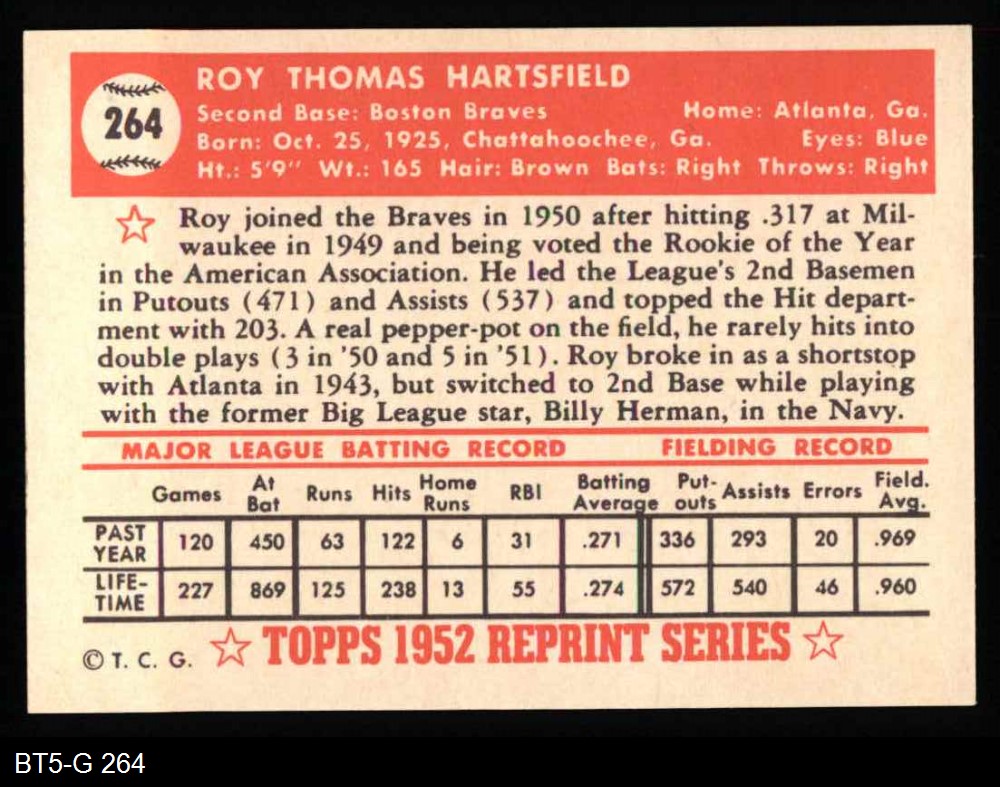 ROY THOMAS HARTSFIELD
264
Second Base: Boston Braves Home: Atlanta, Ga.
Born: Oct. 25, 1925, Chattahoochee, Ga. Eyes: Blue
Ht.: 5'9" Wt.: 165 Hair: Brown Bats: Right Throws: Right
Roy joined the Braves in 1950 after hitting .317 at Mil-
waukee in 1949 and being voted the Rookie of the Year
in the American Association. He led the League's 2nd Basemen
in Putouts (471) and Assists (537) and topped the Hit depart-
ment with 203. A real pepper-pot on the field, he rarely hits into
double plays (3 in '50 and 5 in '51). Roy broke in as a shortstop
with Atlanta in 1943, but switched to 2nd Base while playing
with the former Big League star, Billy Herman, in the Navy.
MAJOR LEAGUE BATTING RECORD FIELDING RECORD
Games At Bat Runs Hits Home Runs RBI Batting Average Put-outs Assists Errors Field. Avg.
PAST YEAR 120 450 63 122 6 31 .271 336 293 20 .969
LIFE-TIME 227 869 125 238 13 55 .274 572 540 46 .960
© T. C. G. ☆ TOPPS 1952 REPRINT SERIES ☆
BT5-G 264